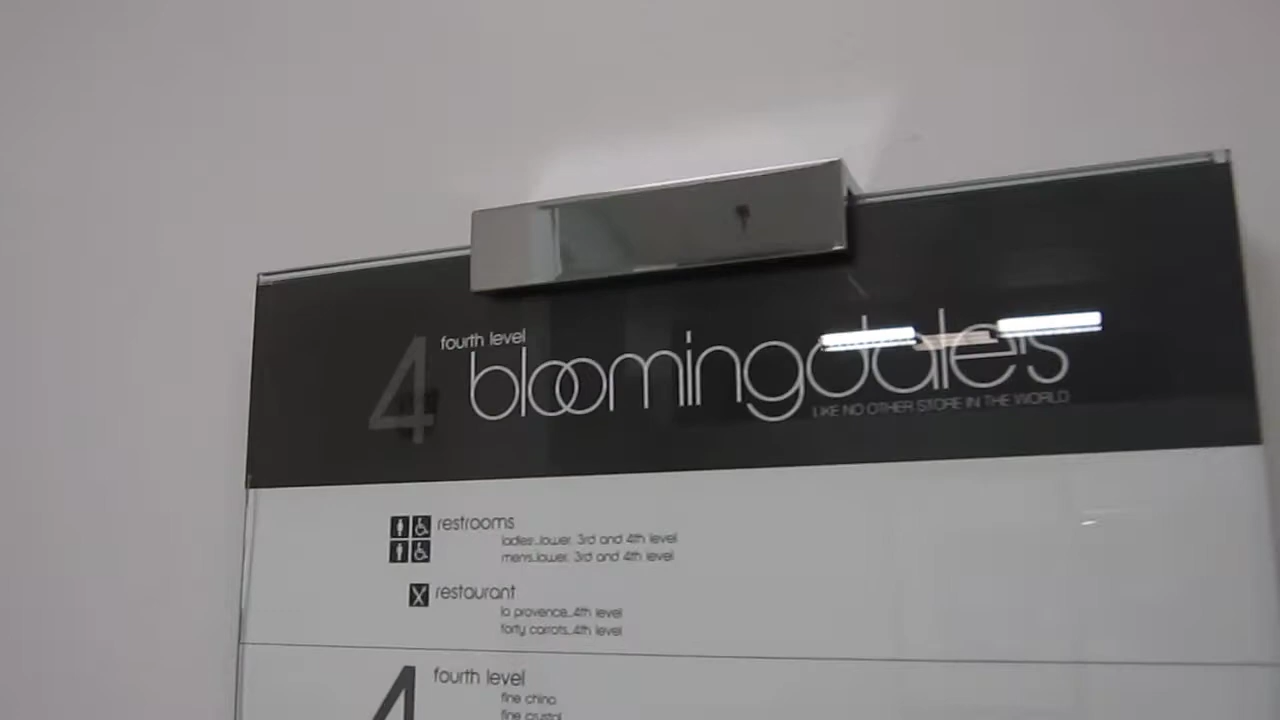 4 fourth level
bloomingdale's
LIKE NO OTHER STORE IN THE WORLD
restrooms
ladies..lower, 3rd and 4th level
mens..lower, 3rd and 4th level
restaurant
la provence..4th level
forty carrots..4th level
4 fourth level
fine china
fine crystal